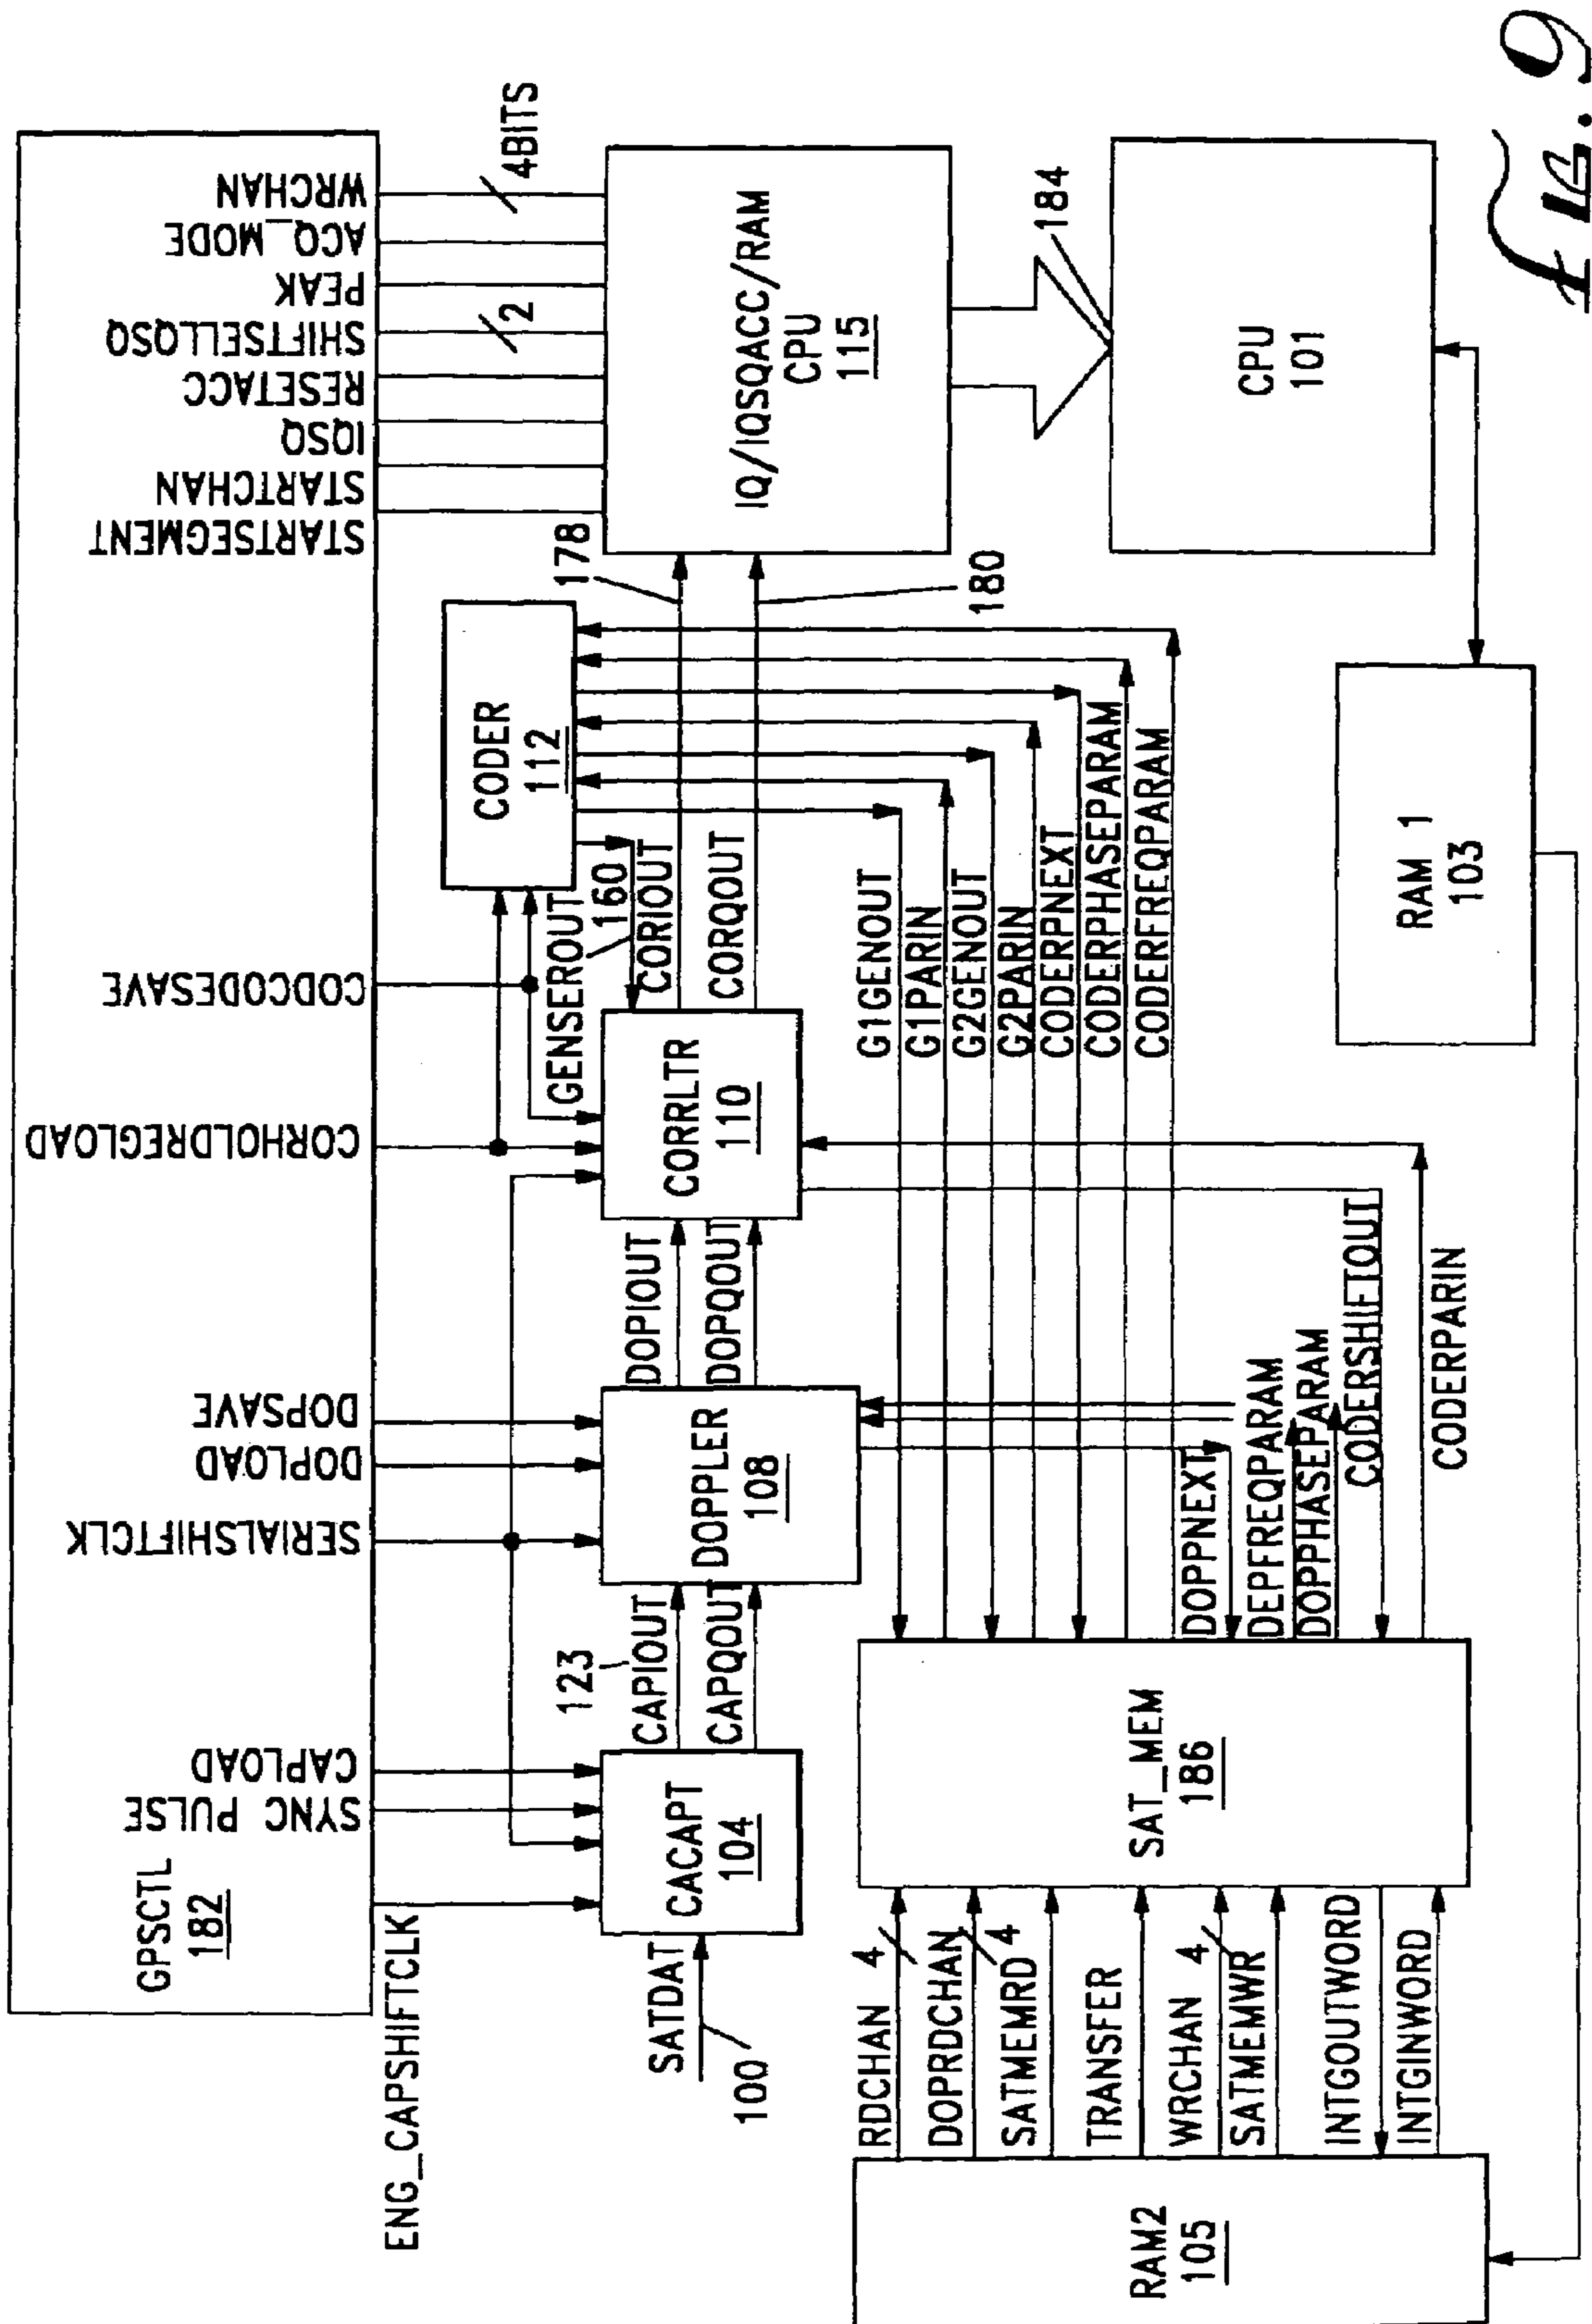 GPSCTL
182
ENG_CAPSHIFTCLK
SYNC PULSE
CAPLOAD
SERIALSHIFTCLK
DOPLOAD
DOPSAVE
CORHOLDREGLOAD
CODCODESAVE
STARTSEGMENT
STARTCHAN
IQSQ
RESETACC
SHIFTSELLQSQ
2
PEAK
ACQ_MODE
WRCHAN
4BITS
SATDAT
100
CACAPT
104
123
CAPIOUT
CAPQOUT
DOPPLER
108
DOPIOUT
DOPQOUT
CORRLTR
110
GENSEROUT
160
CORIOUT
CORQOUT
CODER
112
178
180
IQ/IQSQACC/RAM
CPU
115
184
CPU
101
RAM 1
103
G1GENOUT
G1PARIN
G2GENOUT
G2PARIN
CODERPNEXT
CODERPHASEPARAM
CODERFREQPARAM
DOPPNEXT
DEPFREQPARAM
DOPPHASEPARAM
CODERSHIFTOUT
CODERPARIN
SAT_MEM
186
RDCHAN 4
DOPRDCHAN 4
SATMEMRD
TRANSFER
WRCHAN 4
SATMEMWR
INTGOUTWORD
INTGINWORD
RAM2
105
FIG. 9